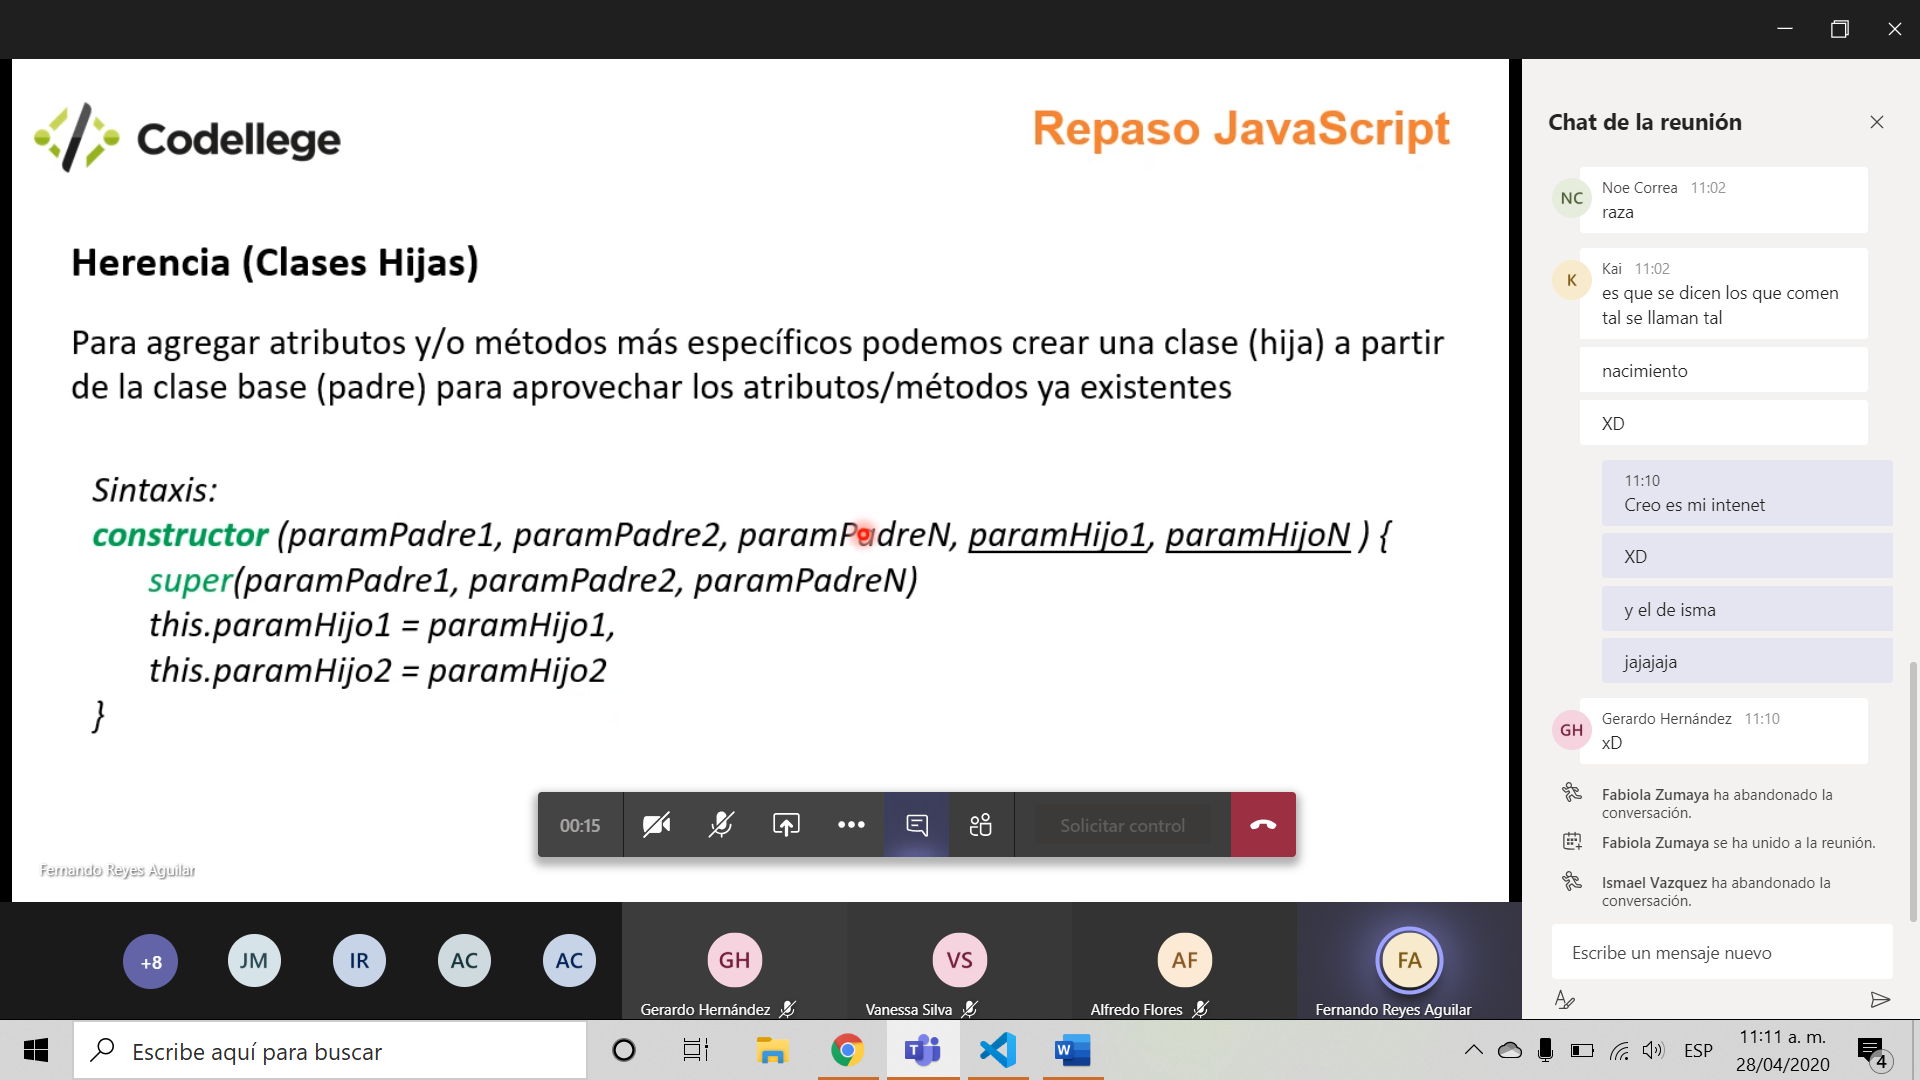 Codellege
Repaso JavaScript
Herencia (Clases Hijas)
Para agregar atributos y/o métodos más específicos podemos crear una clase (hija) a partir
de la clase base (padre) para aprovechar los atributos/métodos ya existentes
Sintaxis:
constructor (paramPadre1, paramPadre2, paramPadreN, paramHijo1, paramHijoN ) {
super(paramPadre1, paramPadre2, paramPadreN)
this.paramHijo1 = paramHijo1,
this.paramHijo2 = paramHijo2
}
00:15
Solicitar control
Fernando Reyes Aguilar
+8
JM
IR
AC
AC
GH
VS
AF
FA
Gerardo Hernández
Vanessa Silva
Alfredo Flores
Fernando Reyes Aguilar
Chat de la reunión
NC
Noe Correa 11:02
raza
K
Kai 11:02
es que se dicen los que comen
tal se llaman tal
nacimiento
XD
11:10
Creo es mi intenet
XD
y el de isma
jajajaja
GH
Gerardo Hernández 11:10
xD
Fabiola Zumaya ha abandonado la
conversación.
Fabiola Zumaya se ha unido a la reunión.
Ismael Vazquez ha abandonado la
conversación.
Escribe un mensaje nuevo
Escribe aquí para buscar
ESP
11:11 a. m.
28/04/2020
4